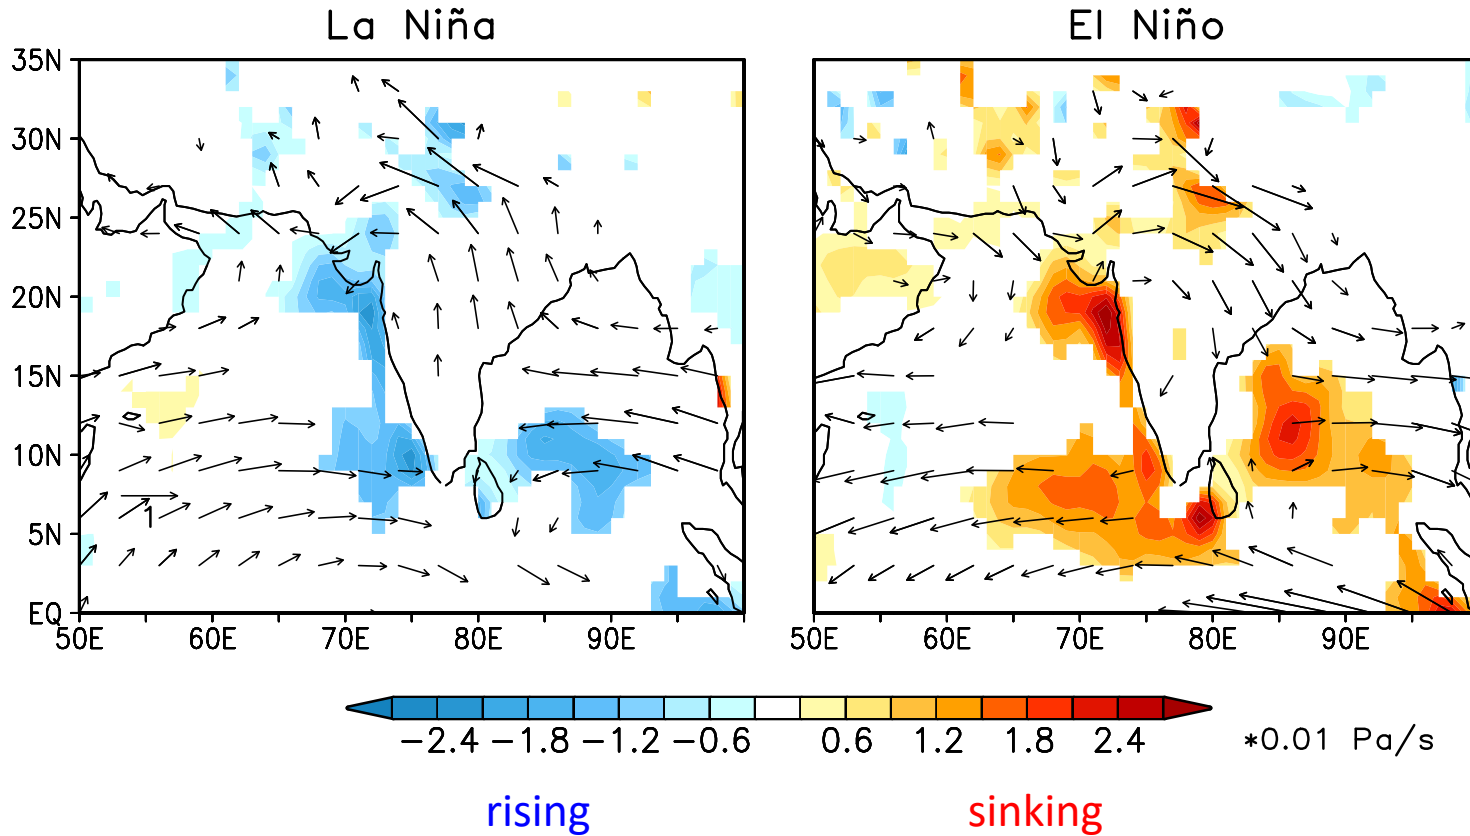 La Niña El Niño
35N
30N
25N
20N
15N
10N
5N
EQ
1
50E 60E 70E 80E 90E 50E 60E 70E 80E 90E
−2.4 −1.8 −1.2 −0.6 0.6 1.2 1.8 2.4 *0.01 Pa/s
rising sinking